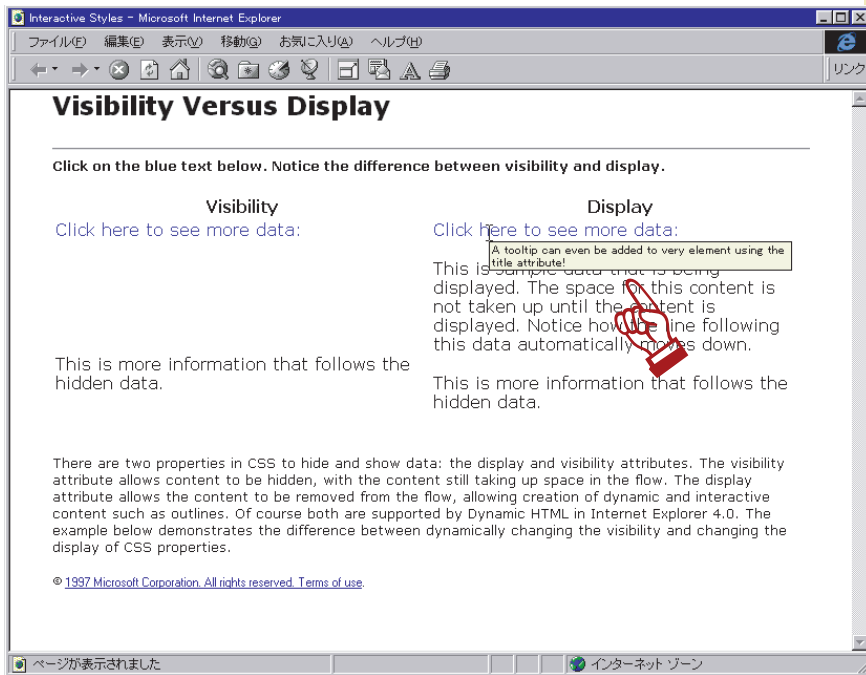 Interactive Styles - Microsoft Internet Explorer
ファイル(F) 編集(E) 表示(V) 移動(G) お気に入り(A) ヘルプ(H)
リンク
Visibility Versus Display
Click on the blue text below. Notice the difference between visibility and display.
Visibility
Click here to see more data:
This is more information that follows the
hidden data.
Display
Click here to see more data:
A tooltip can even be added to very element using the
title attribute!
This is sample data that is being
displayed. The space for this content is
not taken up until the content is
displayed. Notice how the line following
this data automatically moves down.
This is more information that follows the
hidden data.
There are two properties in CSS to hide and show data: the display and visibility attributes. The visibility
attribute allows content to be hidden, with the content still taking up space in the flow. The display
attribute allows the content to be removed from the flow, allowing creation of dynamic and interactive
content such as outlines. Of course both are supported by Dynamic HTML in Internet Explorer 4.0. The
example below demonstrates the difference between dynamically changing the visibility and changing the
display of CSS properties.
© 1997 Microsoft Corporation. All rights reserved. Terms of use.
ページが表示されました
インターネット ゾーン